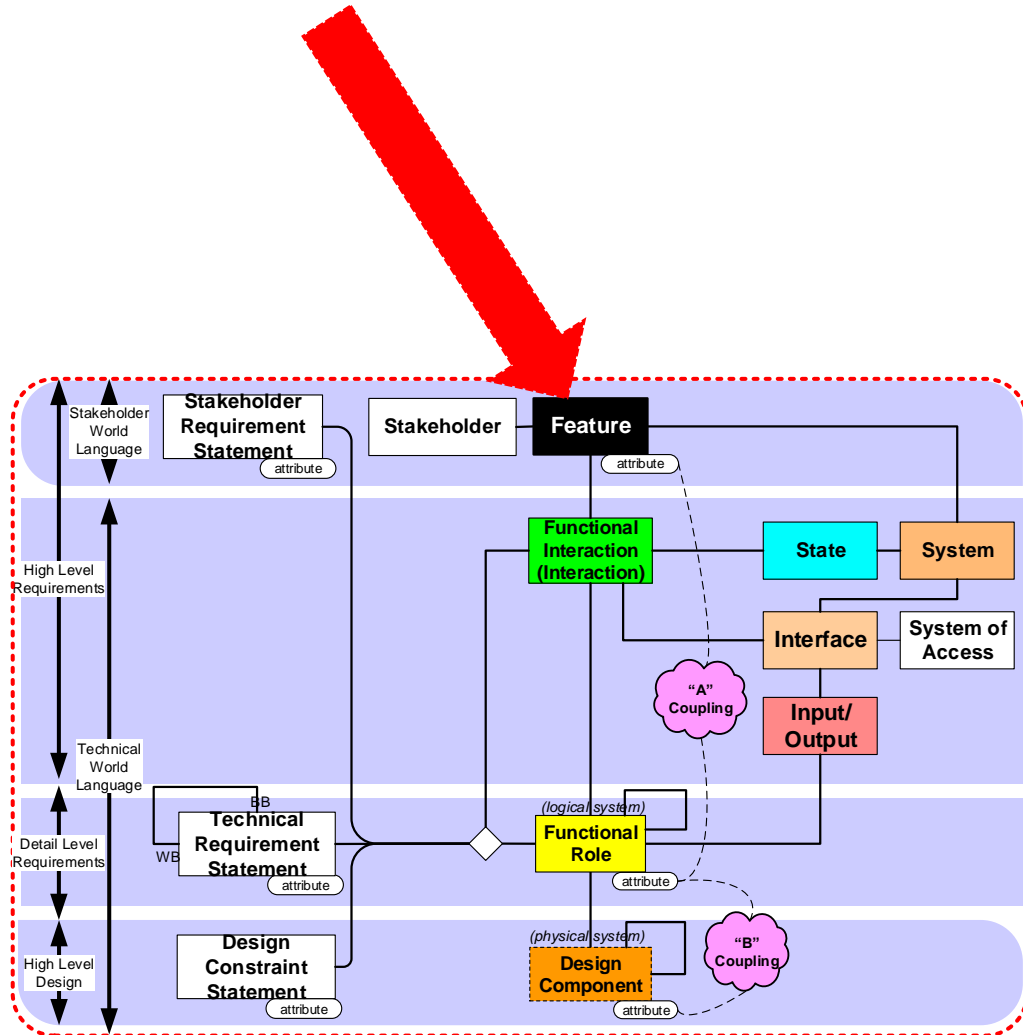 Stakeholder
World
Language
Stakeholder
Requirement
Statement
attribute
Stakeholder
Feature
attribute
High Level
Requirements
Functional
Interaction
(Interaction)
State
System
Interface
System of
Access
"A"
Coupling
Input/
Output
Technical
World
Language
Detail Level
Requirements
BB
WB
Technical
Requirement
Statement
attribute
(logical system)
Functional
Role
attribute
High Level
Design
Design
Constraint
Statement
attribute
(physical system)
Design
Component
attribute
"B"
Coupling